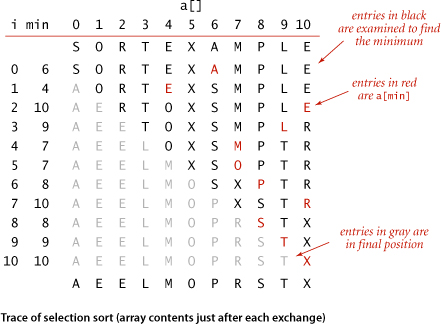 a[]
i min 0 1 2 3 4 5 6 7 8 9 10
S O R T E X A M P L E
0 6 S O R T E X A M P L E
1 4 A O R T E X S M P L E
2 10 A E R T O X S M P L E
3 9 A E E T O X S M P L R
4 7 A E E L O X S M P T R
5 7 A E E L M X S O P T R
6 8 A E E L M O S X P T R
7 10 A E E L M O P X S T R
8 8 A E E L M O P R S T X
9 9 A E E L M O P R S T X
10 10 A E E L M O P R S T X
A E E L M O P R S T X
entries in black
are examined to find
the minimum
entries in red
are a[min]
entries in gray are
in final position
Trace of selection sort (array contents just after each exchange)